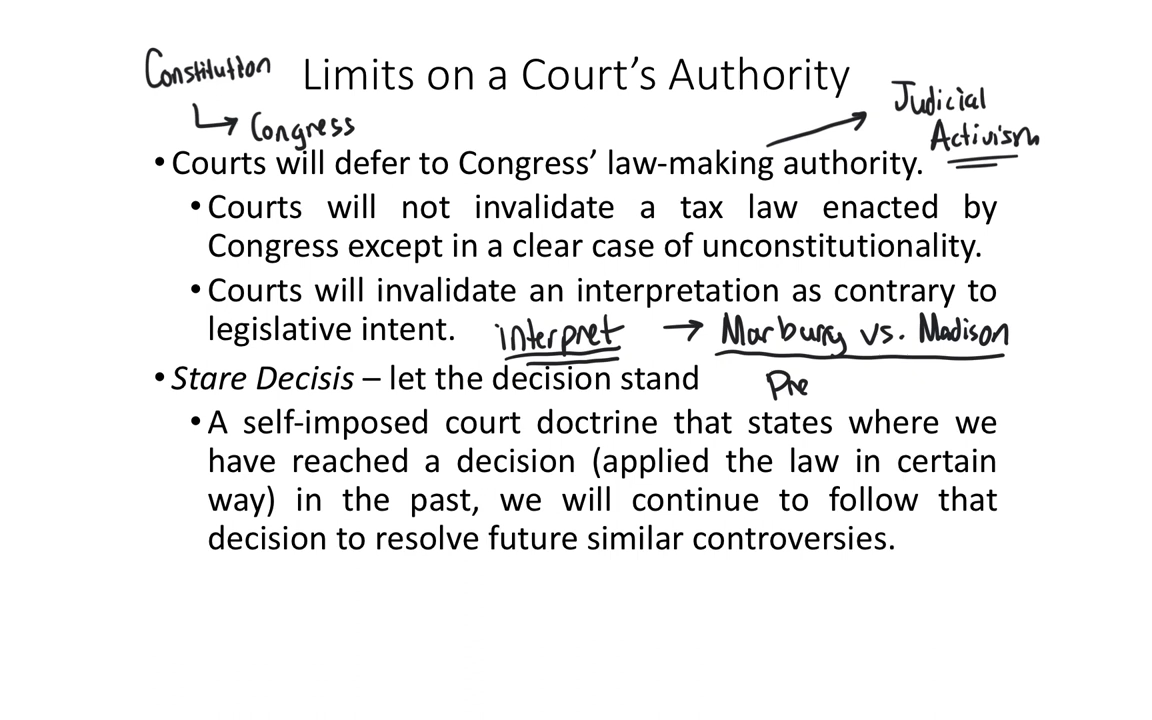 Constitution
Limits on a Court's Authority
Judicial
Activism
↳ Congress
• Courts will defer to Congress' law-making authority.
• Courts will not invalidate a tax law enacted by
Congress except in a clear case of unconstitutionality.
• Courts will invalidate an interpretation as contrary to
legislative intent.
interpret → Marbury vs. Madison
• Stare Decisis – let the decision stand
Pre
• A self-imposed court doctrine that states where we
have reached a decision (applied the law in certain
way) in the past, we will continue to follow that
decision to resolve future similar controversies.